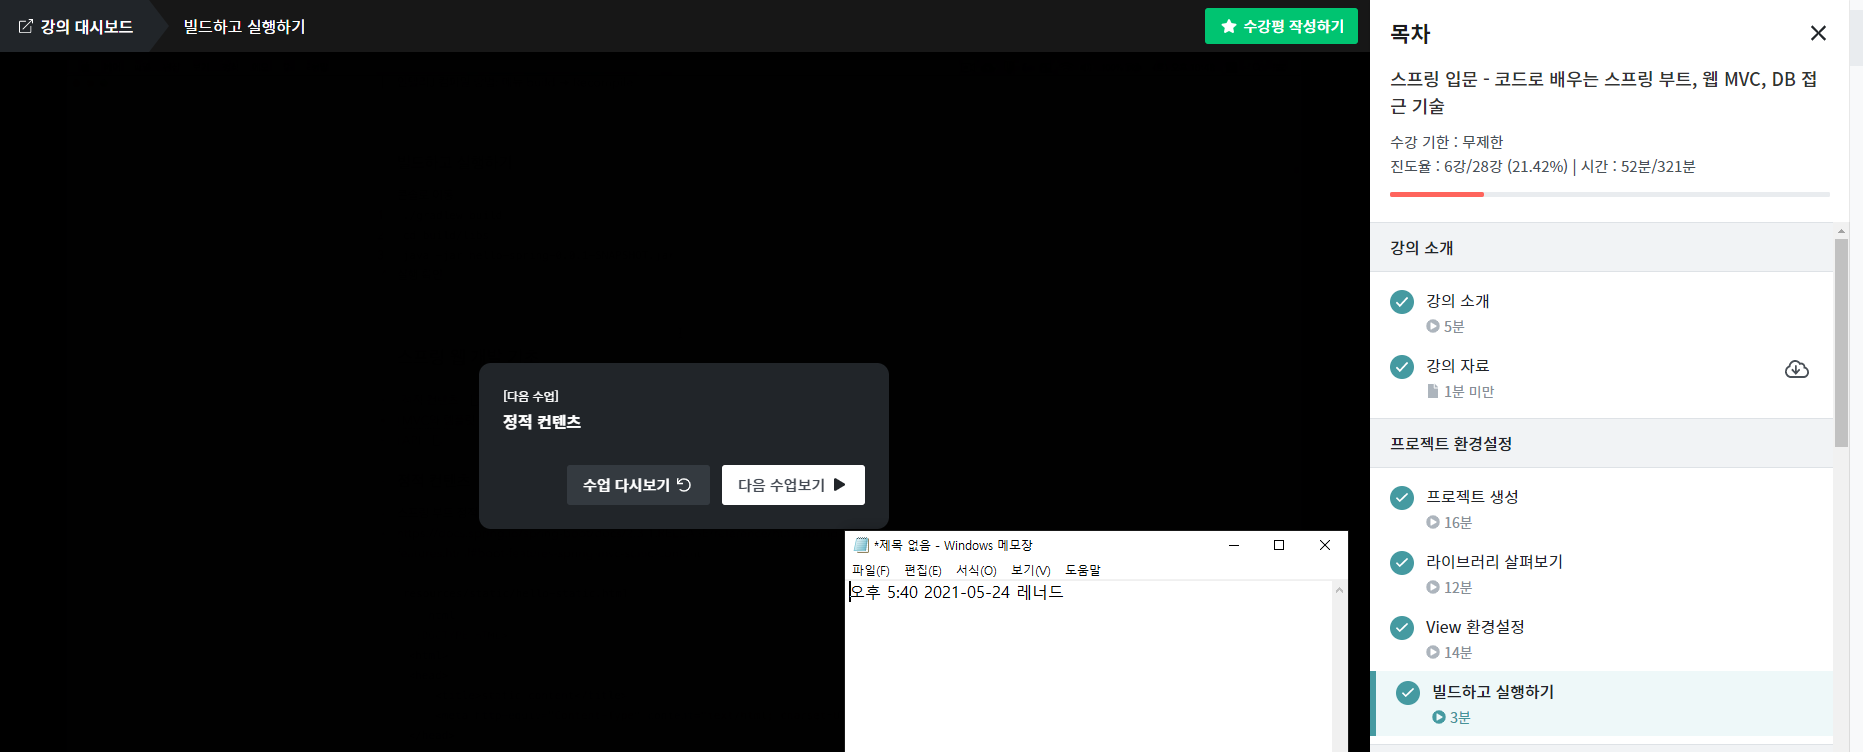 강의 대시보드
빌드하고 실행하기
수강평 작성하기
[다음 수업]
정적 컨텐츠
수업 다시보기
다음 수업보기
*제목 없음 - Windows 메모장
파일(F) 편집(E) 서식(O) 보기(V) 도움말
오후 5:40 2021-05-24 레너드
목차
스프링 입문 - 코드로 배우는 스프링 부트, 웹 MVC, DB 접
근 기술
수강 기한 : 무제한
진도율 : 6강/28강 (21.42%) | 시간 : 52분/321분
강의 소개
강의 소개
5분
강의 자료
1분 미만
프로젝트 환경설정
프로젝트 생성
16분
라이브러리 살펴보기
12분
View 환경설정
14분
빌드하고 실행하기
3분